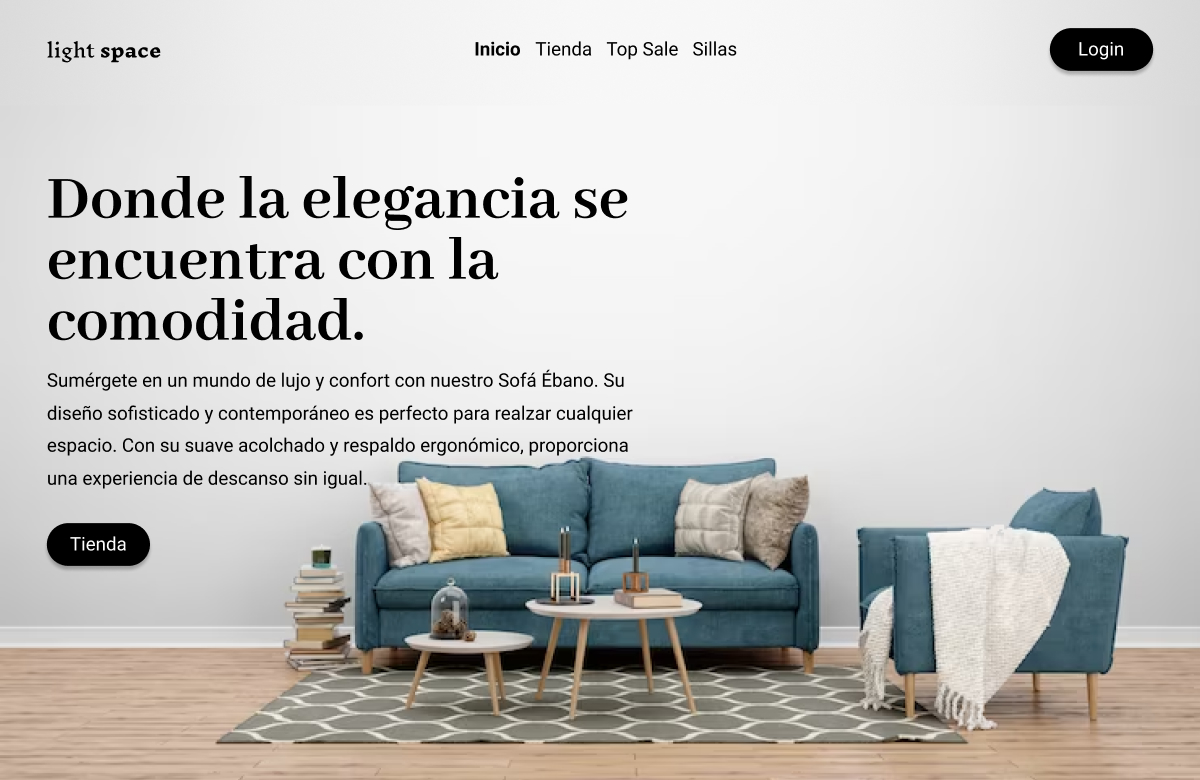 light space
Inicio Tienda Top Sale Sillas
Login
Donde la elegancia se
encuentra con la
comodidad.
Sumérgete en un mundo de lujo y confort con nuestro Sofá Ébano. Su
diseño sofisticado y contemporáneo es perfecto para realzar cualquier
espacio. Con su suave acolchado y respaldo ergonómico, proporciona
una experiencia de descanso sin igual.
Tienda